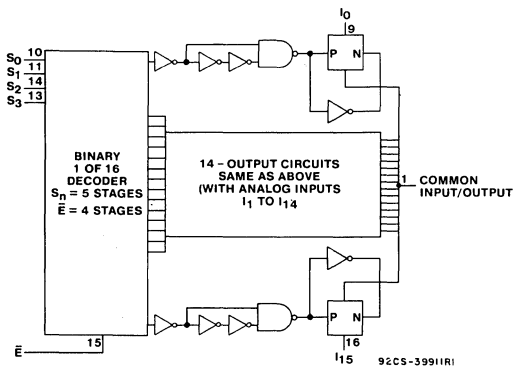 I0
9
P N
S0 10
S1 11
S2 14
S3 13
BINARY
1 OF 16
DECODER
Sn = 5 STAGES
E̅ = 4 STAGES
14 – OUTPUT CIRCUITS
SAME AS ABOVE
(WITH ANALOG INPUTS
I1 TO I14
1 COMMON
INPUT/OUTPUT
P N
15
E̅
16
I15
92CS-39911R1